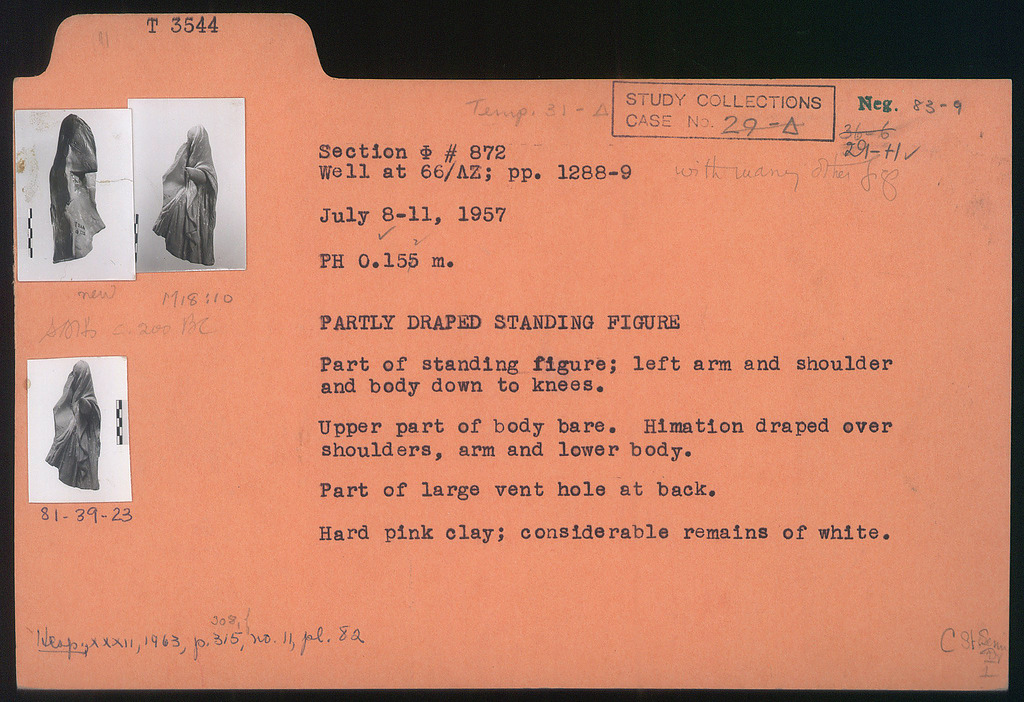 T 3544
Temp. 31-Δ
STUDY COLLECTIONS
CASE No. 29-Δ
Neg. 83-9
36-6
29-41 ✓
Section Φ # 872
Well at 66/ΛΖ; pp. 1288-9
with many other fig
July 8-11, 1957
PH 0.155 m.
new M18:10
c. 200 BC
PARTLY DRAPED STANDING FIGURE
Part of standing figure; left arm and shoulder
and body down to knees.
Upper part of body bare. Himation draped over
shoulders, arm and lower body.
Part of large vent hole at back.
81-39-23
Hard pink clay; considerable remains of white.
308,
Hesp. XXXII, 1963, p. 315, no. 11, pl. 82
C
I